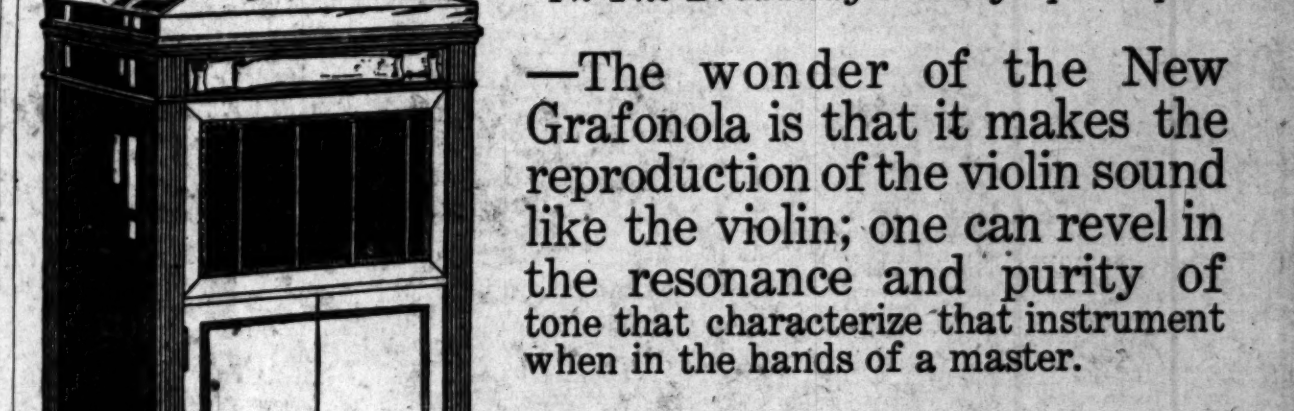 —The wonder of the New
Grafonola is that it makes the
reproduction of the violin sound
like the violin; one can revel in
the resonance and purity of
tone that characterize that instrument
when in the hands of a master.